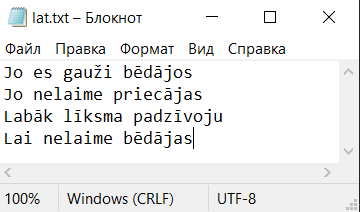 lat.txt – Блокнот
Файл Правка Формат Вид Справка
Jo es gauži bēdājos
Jo nelaime priecājas
Labāk līksma padzīvoju
Lai nelaime bēdājas
100% Windows (CRLF) UTF-8